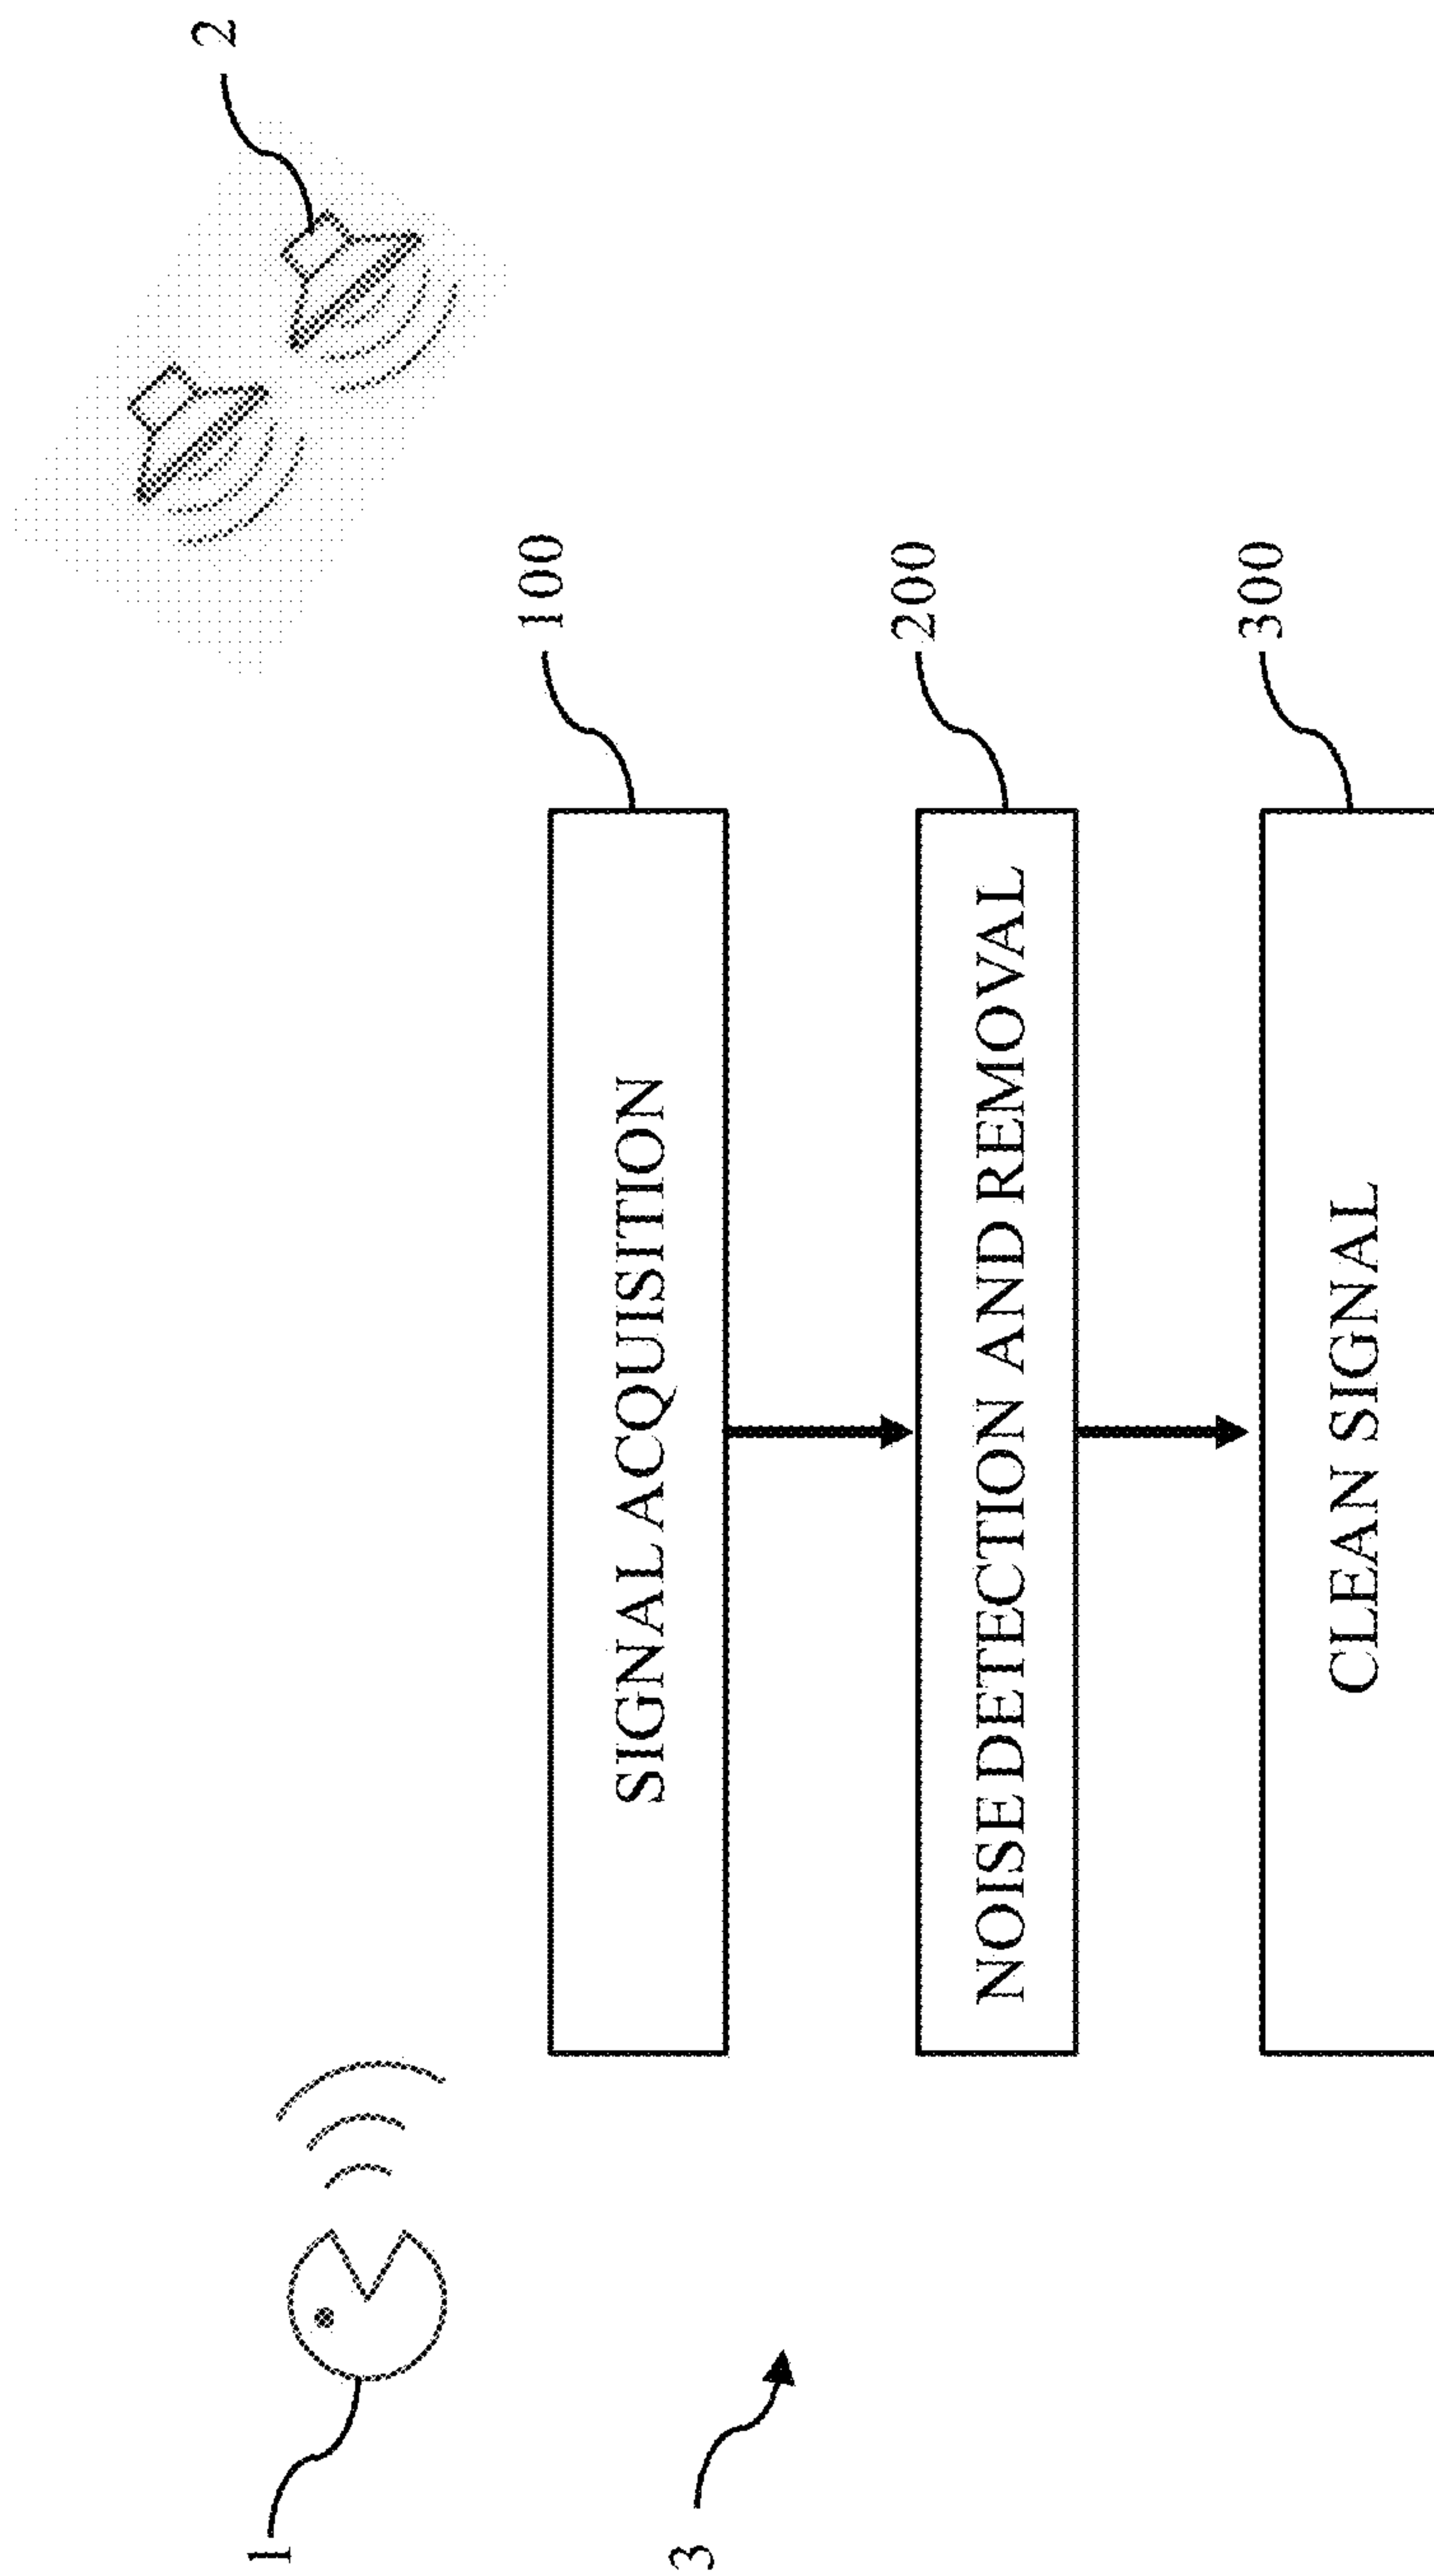 1
2
3
100
SIGNAL ACQUISITION
200
NOISE DETECTION AND REMOVAL
300
CLEAN SIGNAL